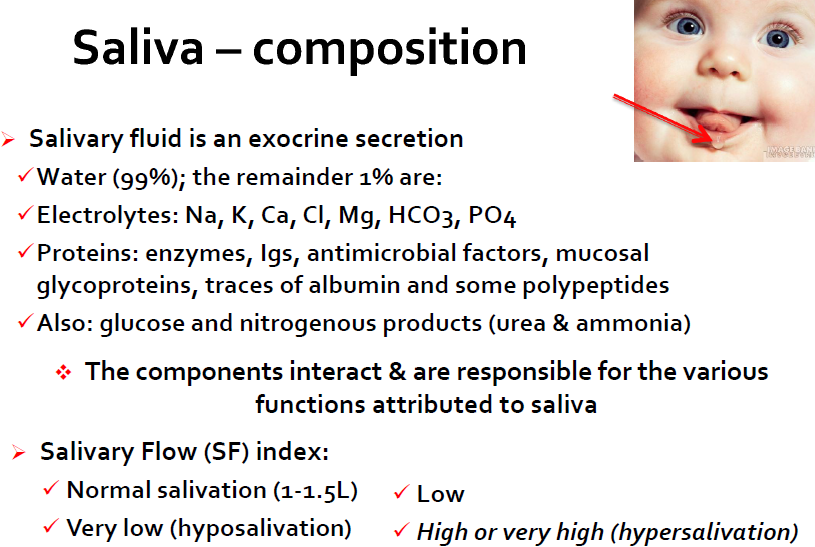 Saliva – composition
IMAGE BANK
Salivary fluid is an exocrine secretion
Water (99%); the remainder 1% are:
Electrolytes: Na, K, Ca, Cl, Mg, HCO3, PO4
Proteins: enzymes, Igs, antimicrobial factors, mucosal
glycoproteins, traces of albumin and some polypeptides
Also: glucose and nitrogenous products (urea & ammonia)
The components interact & are responsible for the various
functions attributed to saliva
Salivary Flow (SF) index:
Normal salivation (1-1.5L)
Low
Very low (hyposalivation)
High or very high (hypersalivation)